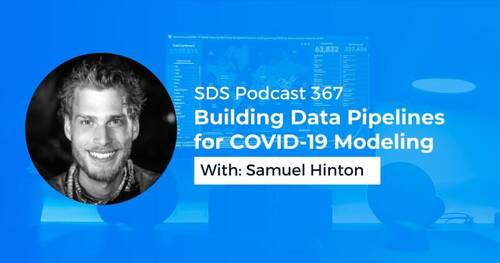 SDS Podcast 367
Building Data Pipelines
for COVID-19 Modeling
With: Samuel Hinton